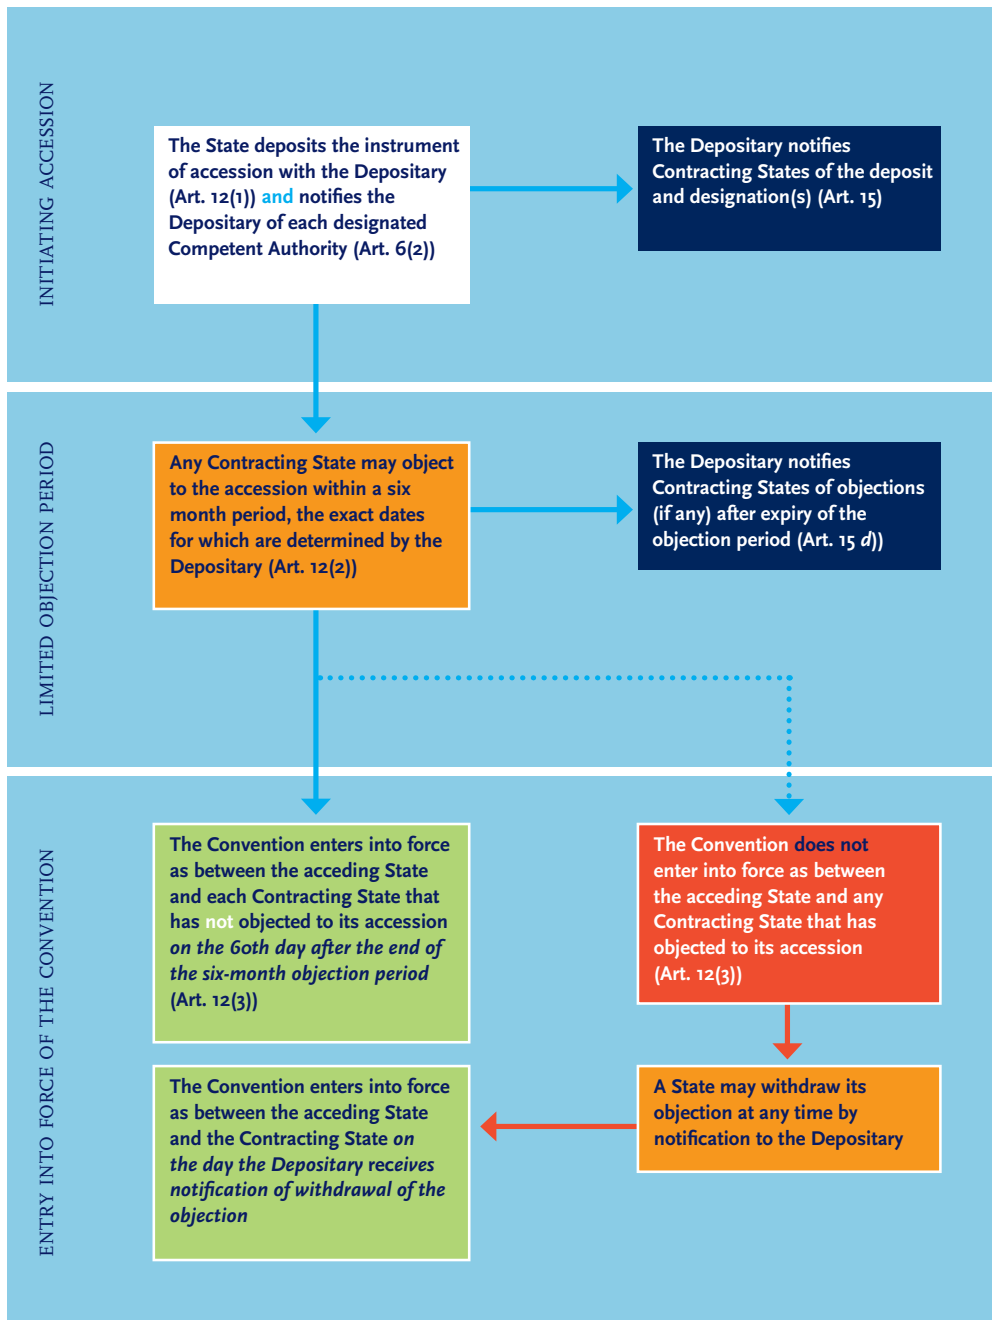 INITIATING ACCESSION
The State deposits the instrument
of accession with the Depositary
(Art. 12(1)) and notifies the
Depositary of each designated
Competent Authority (Art. 6(2))
The Depositary notifies
Contracting States of the deposit
and designation(s) (Art. 15)
LIMITED OBJECTION PERIOD
Any Contracting State may object
to the accession within a six
month period, the exact dates
for which are determined by the
Depositary (Art. 12(2))
The Depositary notifies
Contracting States of objections
(if any) after expiry of the
objection period (Art. 15 d))
ENTRY INTO FORCE OF THE CONVENTION
The Convention enters into force
as between the acceding State
and each Contracting State that
has not objected to its accession
on the 60th day after the end of
the six-month objection period
(Art. 12(3))
The Convention does not
enter into force as between
the acceding State and any
Contracting State that has
objected to its accession
(Art. 12(3))
A State may withdraw its
objection at any time by
notification to the Depositary
The Convention enters into force
as between the acceding State
and the Contracting State on
the day the Depositary receives
notification of withdrawal of the
objection